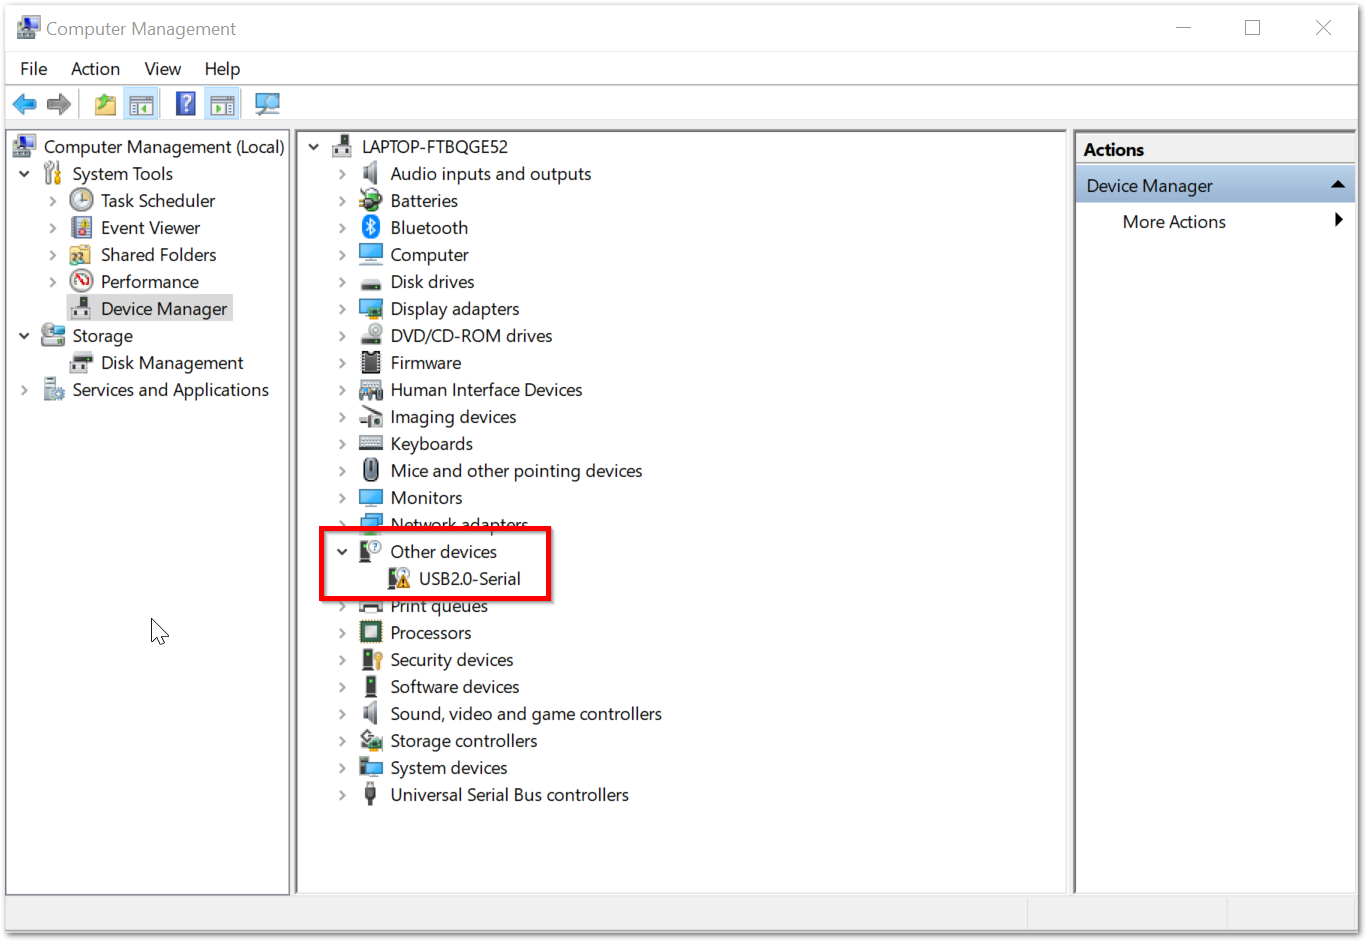 Computer Management
File Action View Help
Computer Management (Local)
System Tools
Task Scheduler
Event Viewer
Shared Folders
Performance
Device Manager
Storage
Disk Management
Services and Applications
LAPTOP-FTBQGE52
Audio inputs and outputs
Batteries
Bluetooth
Computer
Disk drives
Display adapters
DVD/CD-ROM drives
Firmware
Human Interface Devices
Imaging devices
Keyboards
Mice and other pointing devices
Monitors
Network adapters
Other devices
USB2.0-Serial
Print queues
Processors
Security devices
Software devices
Sound, video and game controllers
Storage controllers
System devices
Universal Serial Bus controllers
Actions
Device Manager
More Actions